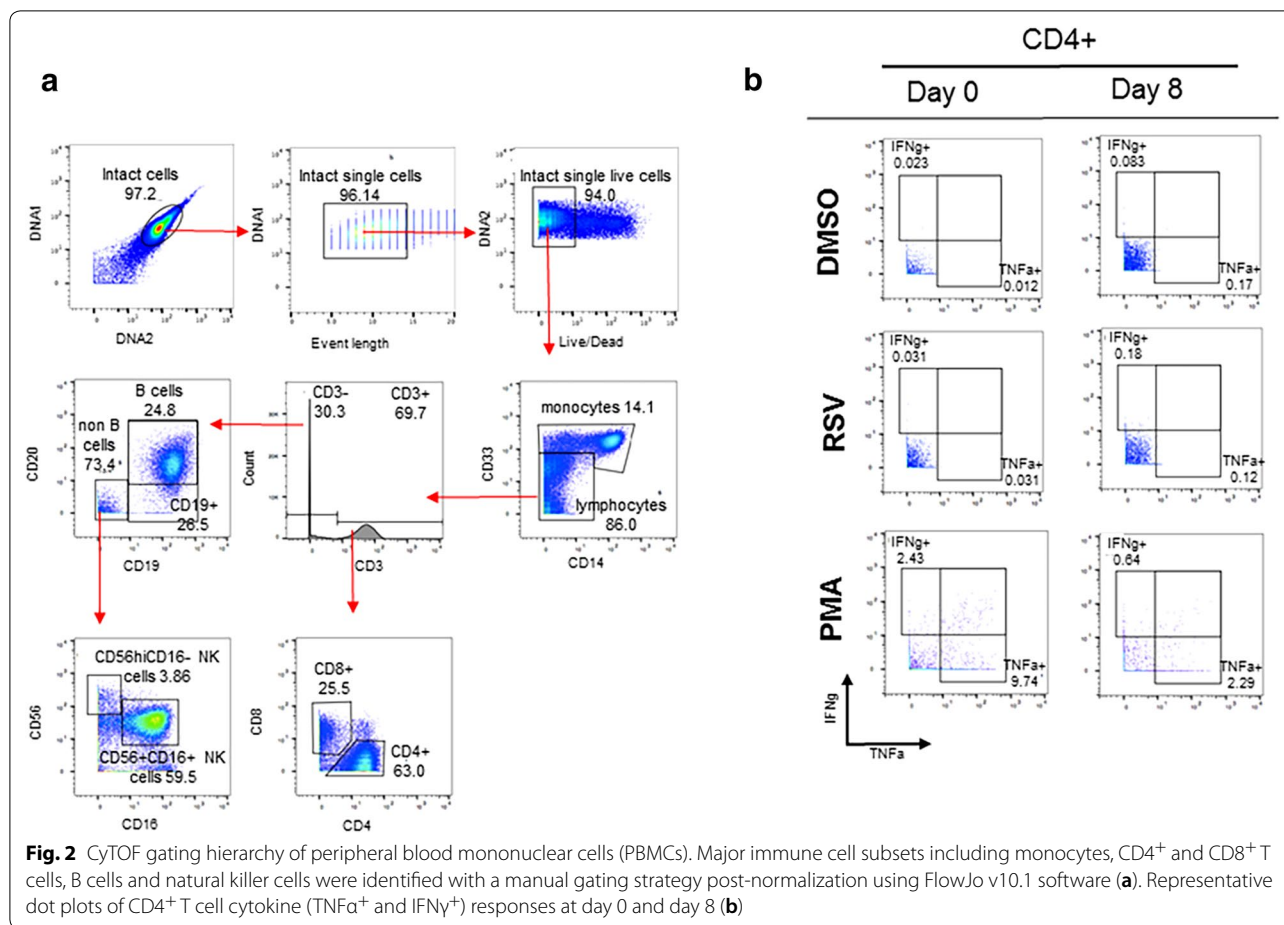 a
Intact cells
97.2
DNA1
DNA2
Intact single cells
96.14
DNA1
Event length
0 5 10 15 20
Intact single live cells
94.0
DNA2
Live/Dead
B cells
24.8
non B
cells
73.4
CD19+
26.5
CD20
CD19
CD3-
30.3
CD3+
69.7
Count
CD3
monocytes 14.1
lymphocytes
86.0
CD33
CD14
CD56hiCD16- NK
cells 3.86
CD56+CD16+ NK
cells 59.5
CD56
CD16
CD8+
25.5
CD4+
63.0
CD8
CD4
b
CD4+
Day 0
Day 8
DMSO
IFNg+
0.023
TNFa+
0.012
IFNg+
0.083
TNFa+
0.17
RSV
IFNg+
0.031
TNFa+
0.031
IFNg+
0.18
TNFa+
0.12
PMA
IFNg+
2.43
TNFa+
9.74
IFNg+
0.64
TNFa+
2.29
IFNg
TNFa
Fig. 2 CyTOF gating hierarchy of peripheral blood mononuclear cells (PBMCs). Major immune cell subsets including monocytes, CD4+ and CD8+ T
cells, B cells and natural killer cells were identified with a manual gating strategy post-normalization using FlowJo v10.1 software (a). Representative
dot plots of CD4+ T cell cytokine (TNFα+ and IFNγ+) responses at day 0 and day 8 (b)